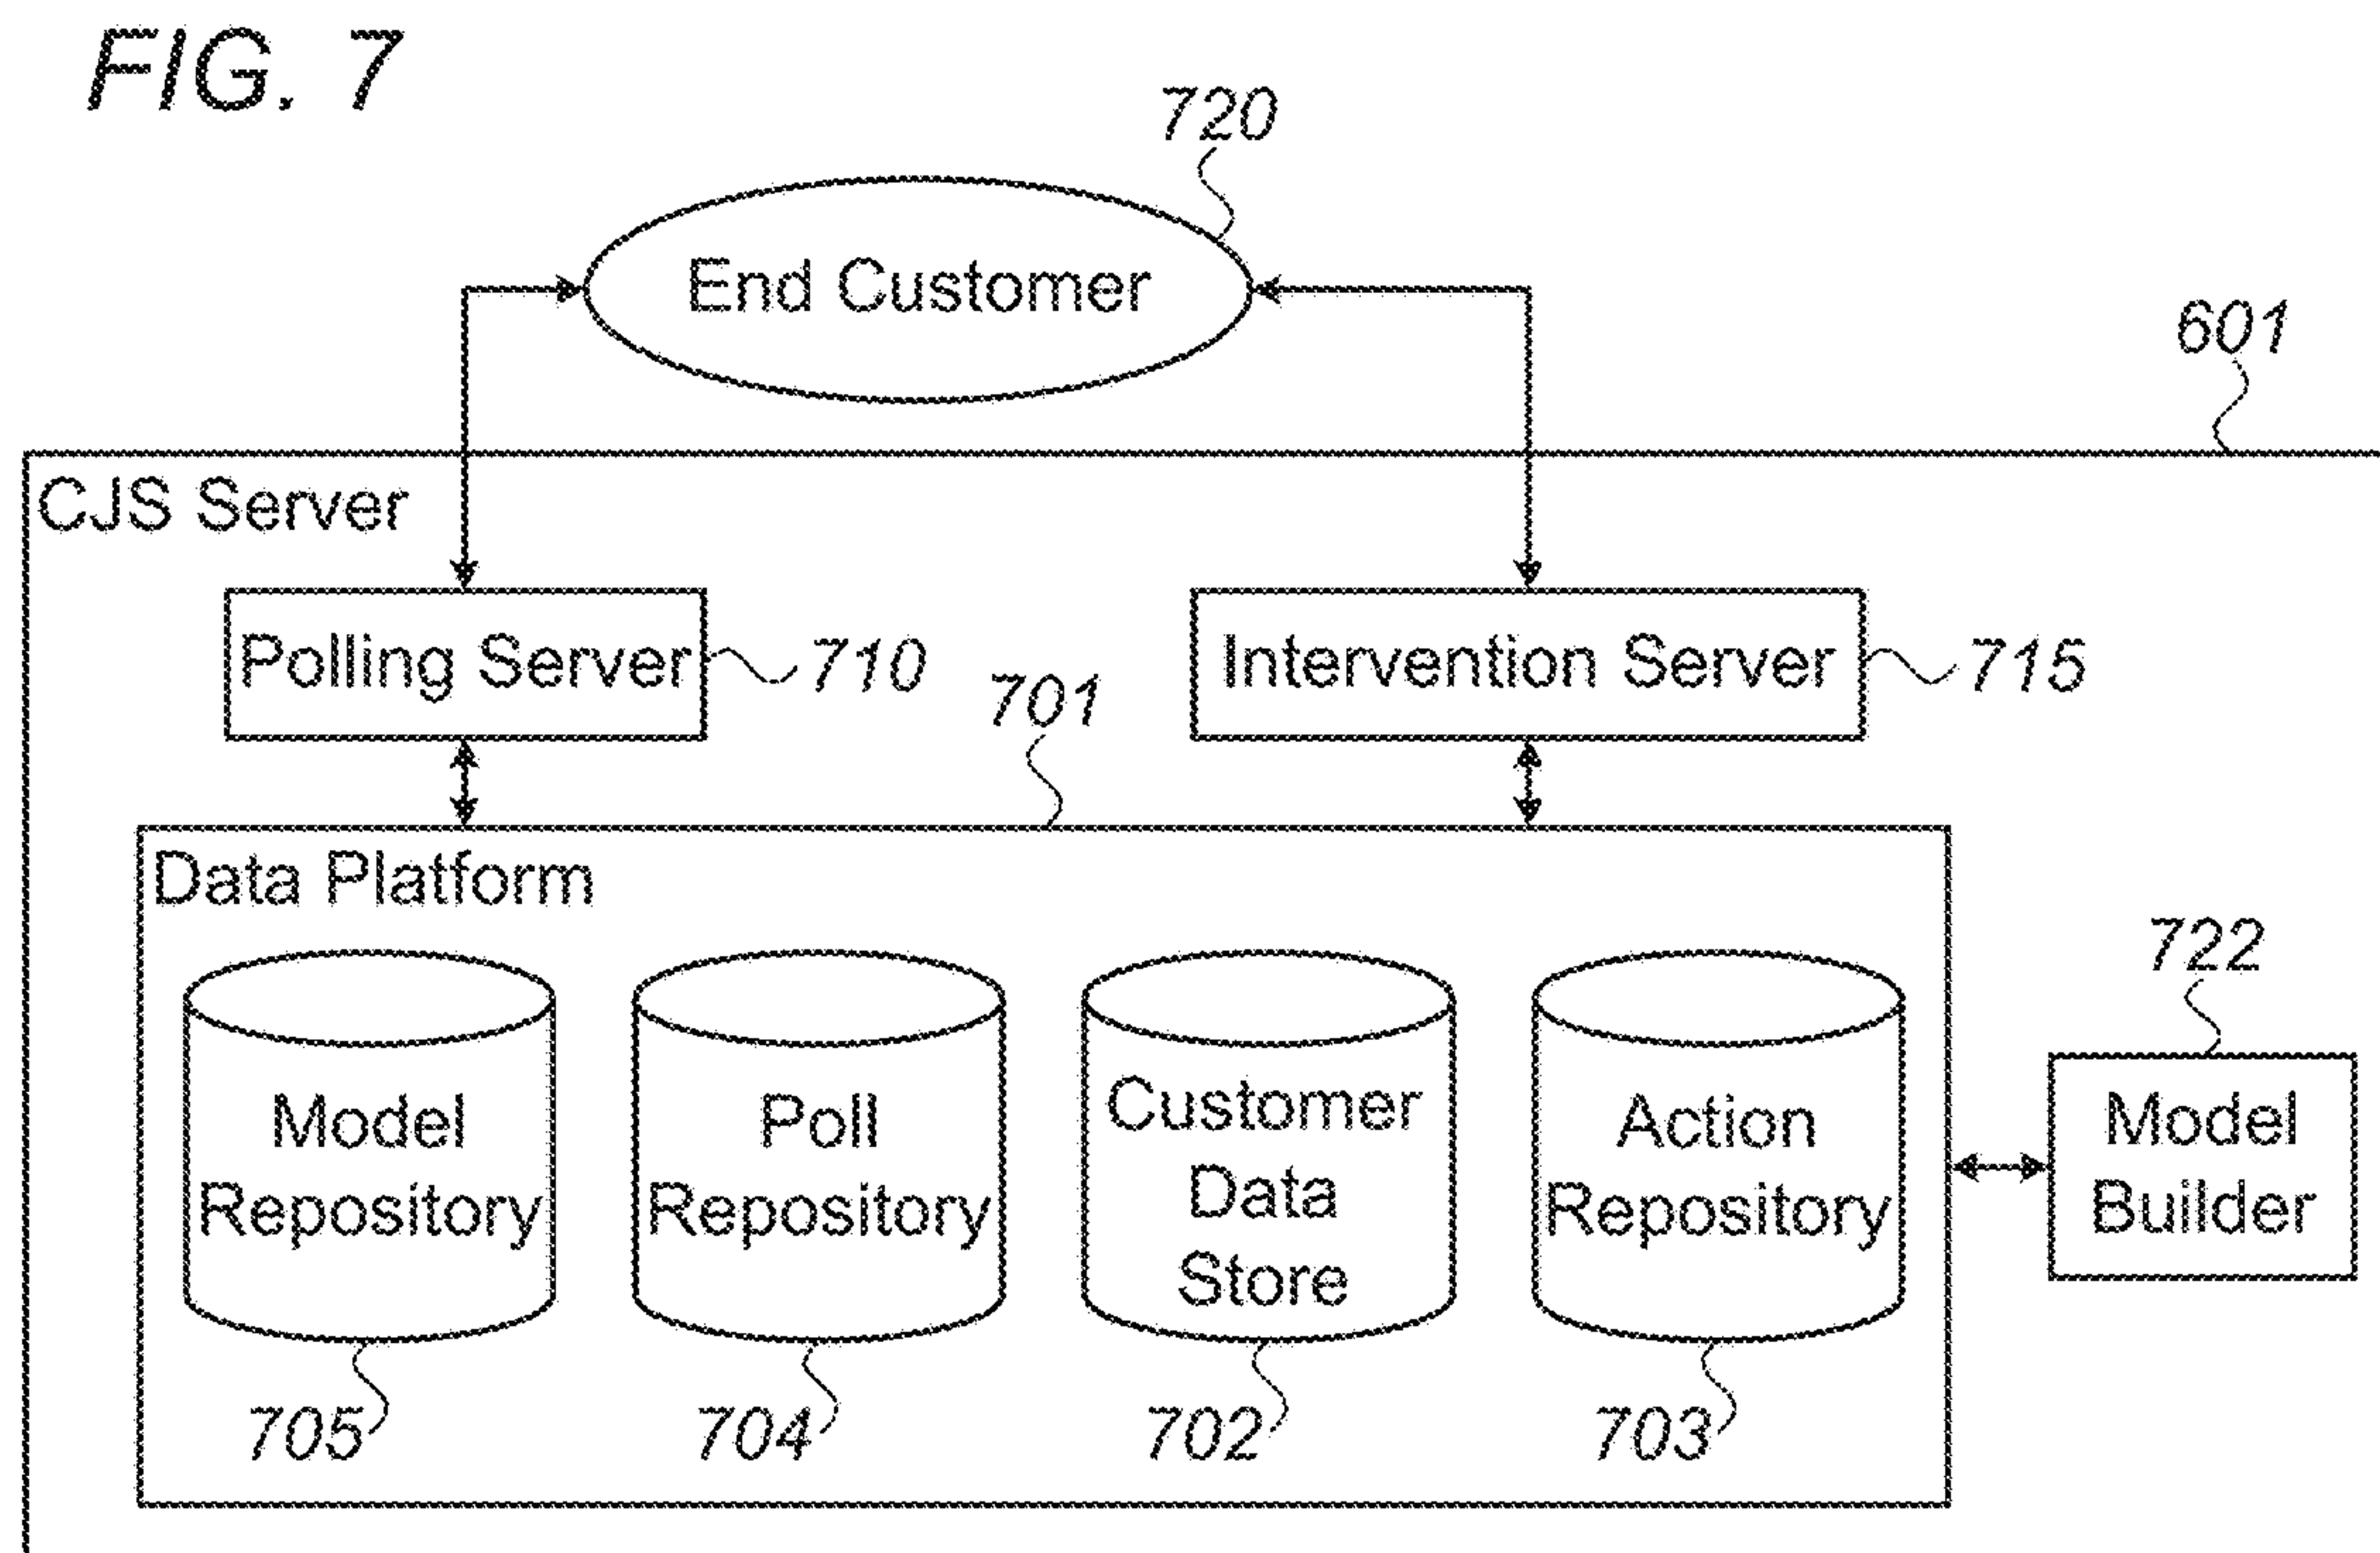 FIG. 7
720
End Customer
601
CJS Server
Polling Server
710
701
Intervention Server
715
Data Platform
722
Model
Repository
Poll
Repository
Customer
Data
Store
Action
Repository
Model
Builder
705
704
702
703